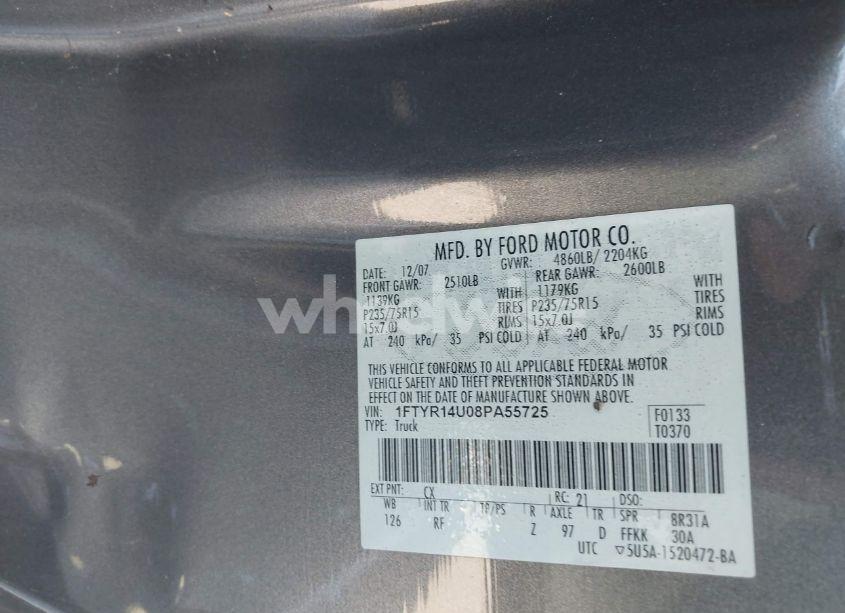 MFD. BY FORD MOTOR CO.
DATE: 12/07 GVWR: 4860LB/ 2204KG
FRONT GAWR: 2510LB REAR GAWR: 2600LB
1139KG WITH 1179KG WITH
P235/75R15 TIRES P235/75R15 TIRES
15x7.0J RIMS 15x7.0J RIMS
AT 240 kPa/ 35 PSI COLD AT 240 kPa/ 35 PSI COLD
THIS VEHICLE CONFORMS TO ALL APPLICABLE FEDERAL MOTOR
VEHICLE SAFETY AND THEFT PREVENTION STANDARDS IN
EFFECT ON THE DATE OF MANUFACTURE SHOWN ABOVE.
VIN: 1FTYR14U08PA55725 F0133
TYPE: Truck T0370
EXT PNT: CX RC: 21 DSO:
WB INT TR TP/PS R AXLE TR SPR 8R31A
126 RF Z 97 D FFKK 30A
UTC ▽5U5A-1520472-BA